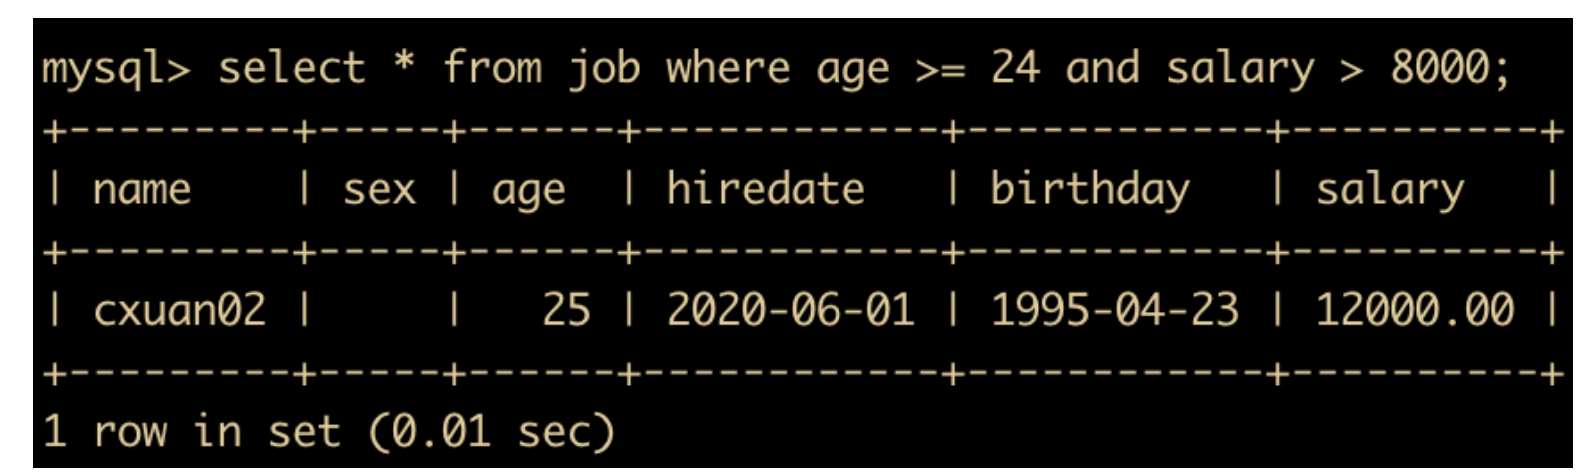 mysql> select * from job where age >= 24 and salary > 8000;
+---------+-----+------+------------+------------+----------+
| name    | sex | age  | hiredate   | birthday   | salary   |
+---------+-----+------+------------+------------+----------+
| cxuan02 |     |   25 | 2020-06-01 | 1995-04-23 | 12000.00 |
+---------+-----+------+------------+------------+----------+
1 row in set (0.01 sec)